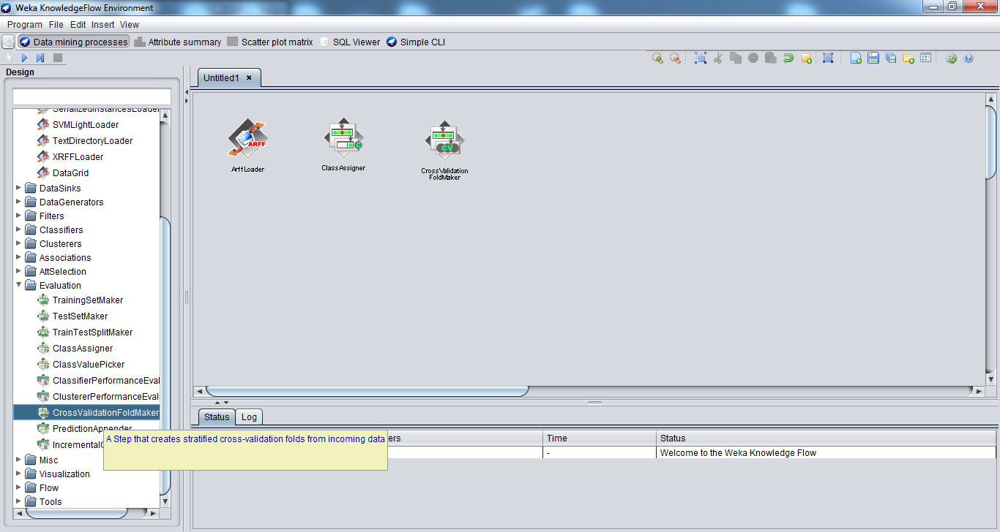 Weka KnowledgeFlow Environment
Program File Edit Insert View
Data mining processes Attribute summary Scatter plot matrix SQL Viewer Simple CLI
Design
Untitled1
SerializedInstancesLoader
SVMLightLoader
TextDirectoryLoader
XRFFLoader
DataGrid
DataSinks
DataGenerators
Filters
Classifiers
Clusterers
Associations
AttSelection
Evaluation
TrainingSetMaker
TestSetMaker
TrainTestSplitMaker
ClassAssigner
ClassValuePicker
ClassifierPerformanceEval
ClustererPerformanceEval
CrossValidationFoldMaker
PredictionAppender
IncrementalC
Misc
Visualization
Flow
Tools
A Step that creates stratified cross-validation folds from incoming data
ARFF
ArffLoader
C
ClassAssigner
CV
CrossValidation
FoldMaker
Status Log
ers Time Status
- Welcome to the Weka Knowledge Flow